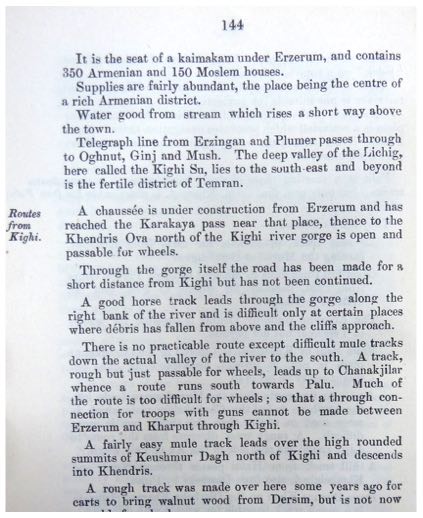 144
It is the seat of a kaimakam under Erzerum, and contains
350 Armenian and 150 Moslem houses.
Supplies are fairly abundant, the place being the centre of
a rich Armenian district.
Water good from stream which rises a short way above
the town.
Telegraph line from Erzingan and Plumer passes through
to Oghnut, Ginj and Mush. The deep valley of the Lichig,
here called the Kighi Su, lies to the south-east and beyond
is the fertile district of Temran.
Routes
from
Kighi.
A chaussée is under construction from Erzerum and has
reached the Karakaya pass near that place, thence to the
Khendris Ova north of the Kighi river gorge is open and
passable for wheels.
Through the gorge itself the road has been made for a
short distance from Kighi but has not been continued.
A good horse track leads through the gorge along the
right bank of the river and is difficult only at certain places
where débris has fallen from above and the cliffs approach.
There is no practicable route except difficult mule tracks
down the actual valley of the river to the south. A track,
rough but just passable for wheels, leads up to Chanakjilar
whence a route runs south towards Palu. Much of
the route is too difficult for wheels; so that a through con-
nection for troops with guns cannot be made between
Erzerum and Kharput through Kighi.
A fairly easy mule track leads over the high rounded
summits of Keushmur Dagh north of Kighi and descends
into Khendris.
A rough track was made over here some years ago for
carts to bring walnut wood from Dersim, but is not now